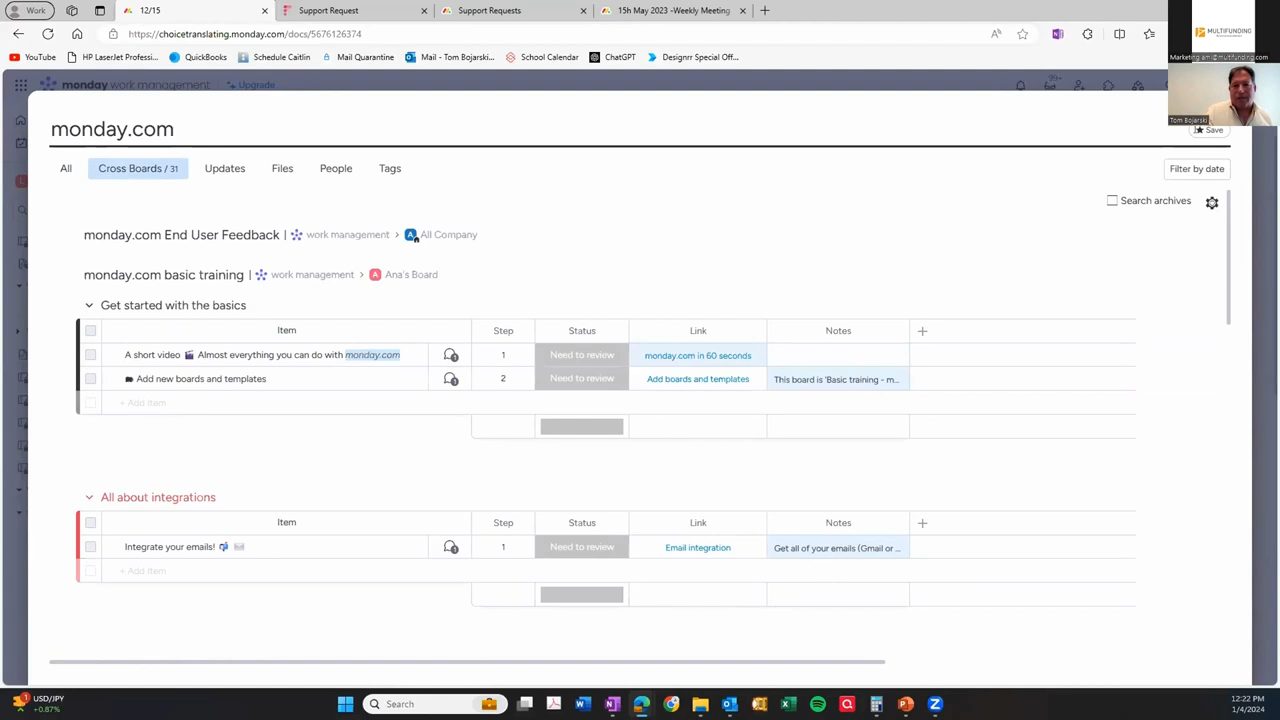 Work
12/15
Support Request
Support Requests
15h May 2023 -Weekly Meeting
https://choicetranslating.monday.com/docs/5676126374
YouTube
HP LaserJet Professi...
QuickBooks
Schedule Caitlin
Mail Quarantine
Mail - Tom Bojarski...
School Calendar
ChatGPT
Designrr Special Off...
MULTIFUNDING
Marketing.ami@multifunding.com
Tom Bojarski
monday work management
Upgrade
99+
monday.com
Save
All
Cross Boards / 31
Updates
Files
People
Tags
Filter by date
Search archives
monday.com End User Feedback | work management > All Company
monday.com basic training | work management > Ana's Board
Get started with the basics
Item Step Status Link Notes
A short video 🎬 Almost everything you can do with monday.com 1 Need to review monday.com in 60 seconds
Add new boards and templates 2 Need to review Add boards and templates This board is 'Basic training - m...
+ Add Item
All about integrations
Item Step Status Link Notes
Integrate your emails! 📬 ✉️ 1 Need to review Email integration Get all of your emails (Gmail or ...
+ Add Item
USD/JPY
+0.87%
Search
12:22 PM
1/4/2024